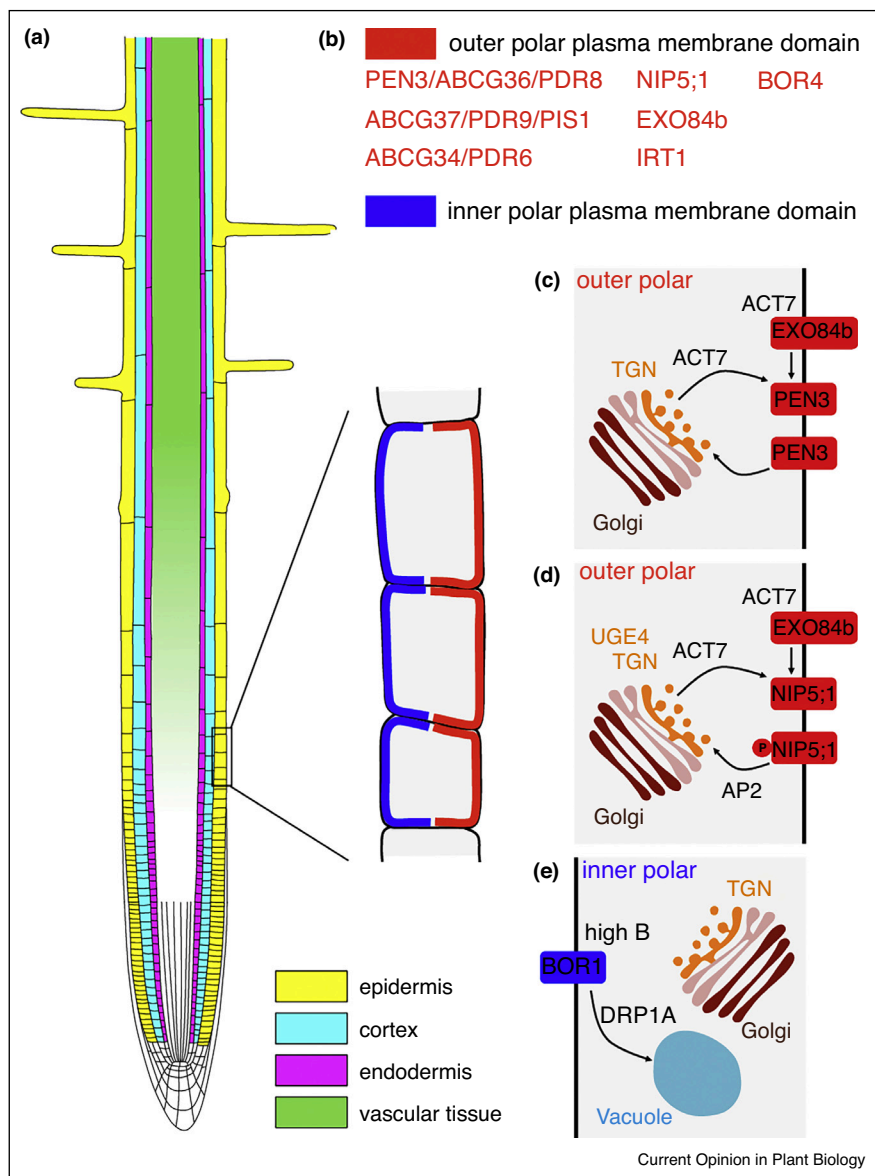 (a)
(b)
outer polar plasma membrane domain
PEN3/ABCG36/PDR8 NIP5;1 BOR4
ABCG37/PDR9/PIS1 EXO84b
ABCG34/PDR6 IRT1
inner polar plasma membrane domain
(c) outer polar
ACT7
EXO84b
ACT7
TGN
PEN3
PEN3
Golgi
(d) outer polar
ACT7
EXO84b
UGE4
TGN
ACT7
NIP5;1
P NIP5;1
AP2
Golgi
(e) inner polar
TGN
high B
BOR1
DRP1A
Golgi
Vacuole
epidermis
cortex
endodermis
vascular tissue
Current Opinion in Plant Biology